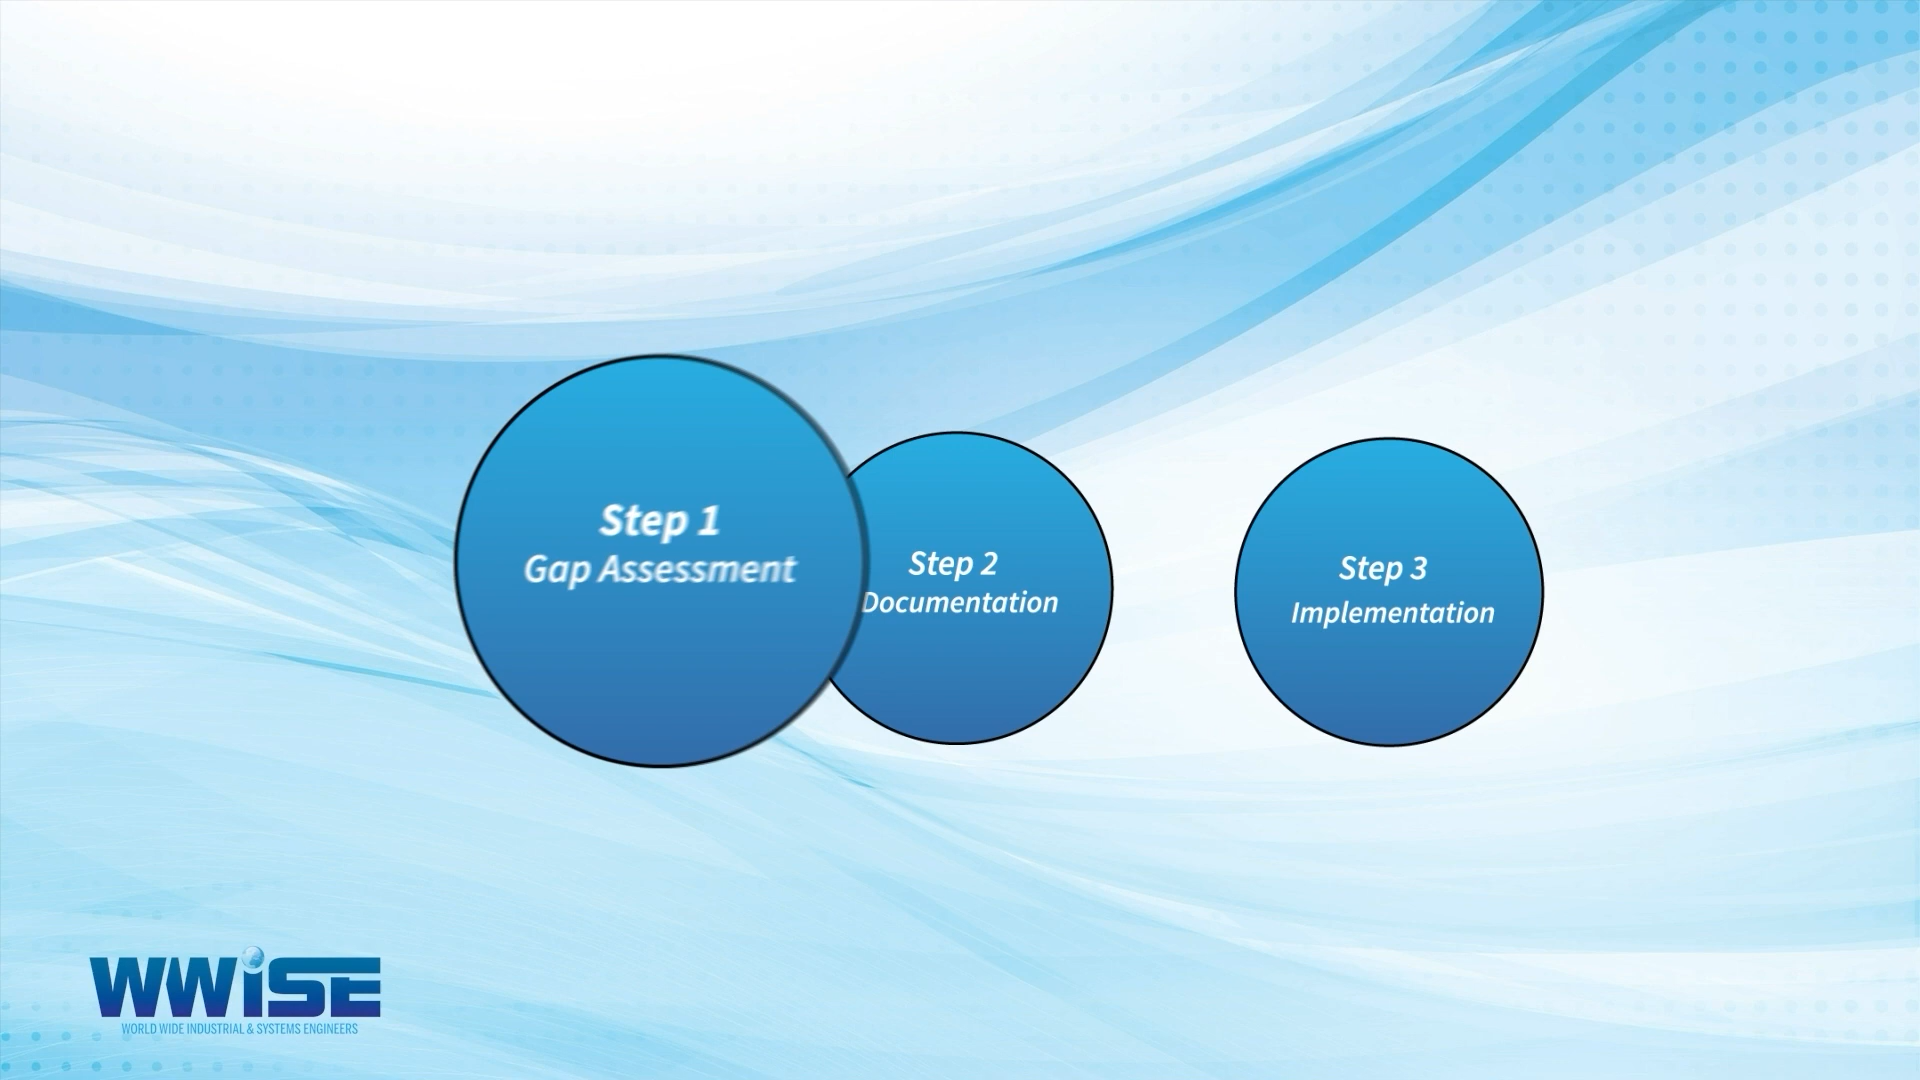 Step 1
Gap Assessment
Step 2
Documentation
Step 3
Implementation
WWiSE
WORLD WIDE INDUSTRIAL & SYSTEMS ENGINEERS